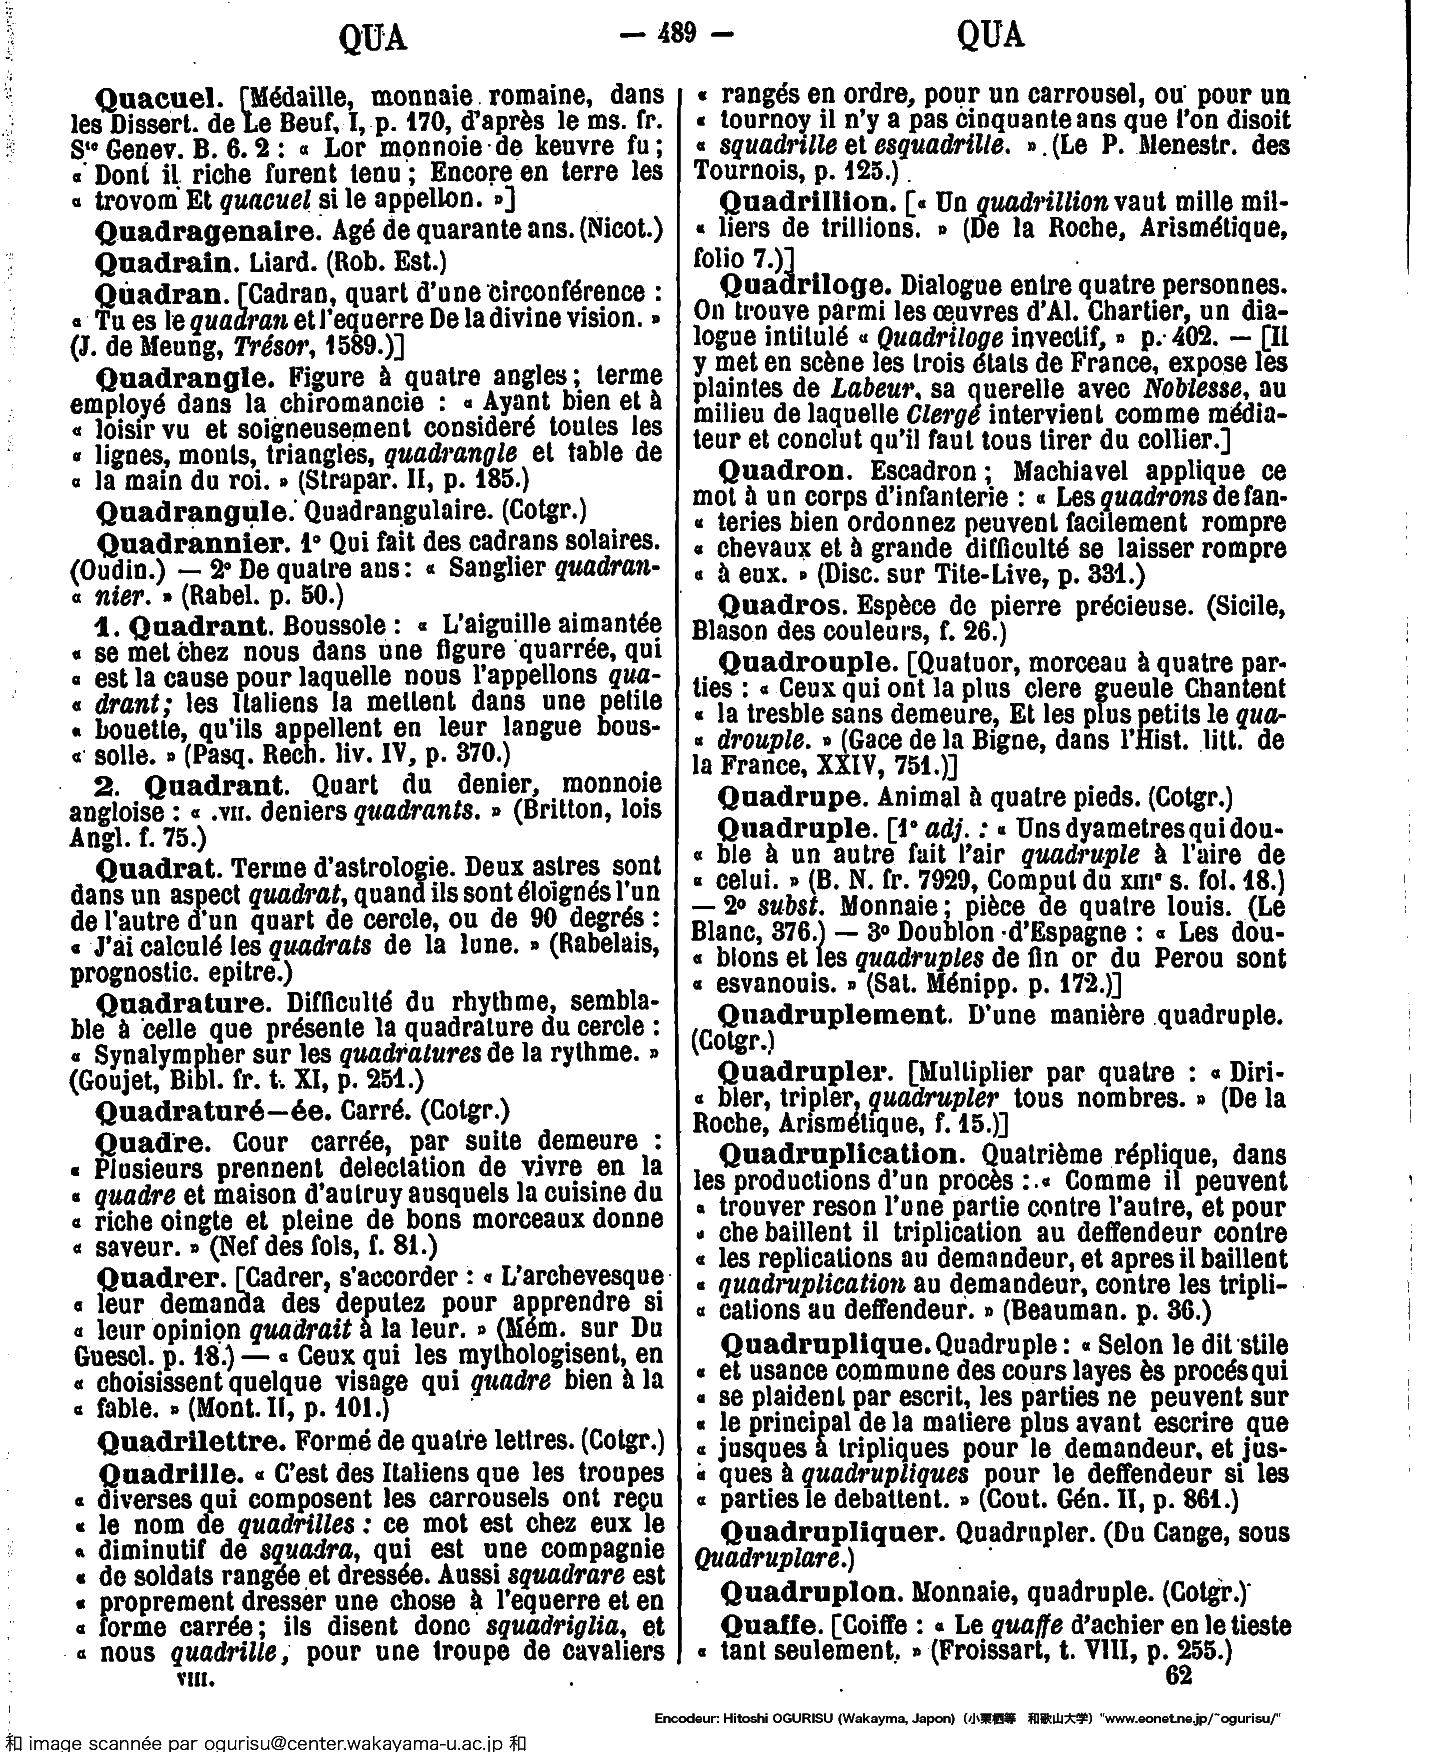 QUA — 489 — QUA
Quacuel. [Médaille, monnaie romaine, dans
les Dissert. de Le Beuf, I, p. 170, d'après le ms. fr.
Ste Genev. B. 6. 2 : « Lor monnoie de keuvre fu ;
« Dont il riche furent tenu ; Encore en terre les
« trovom Et quacuel si le appellon. »]
Quadragenaire. Agé de quarante ans. (Nicot.)
Quadrain. Liard. (Rob. Est.)
Quadran. [Cadran, quart d'une circonférence :
« Tu es le quadran et l'equerre De la divine vision. »
(J. de Meung, Trésor, 1589.)]
Quadrangle. Figure à quatre angles ; terme
employé dans la chiromancie : « Ayant bien et à
« loisir vu et soigneusement consideré toutes les
« lignes, monts, triangles, quadrangle et table de
« la main du roi. » (Strapar. II, p. 185.)
Quadrangule. Quadrangulaire. (Cotgr.)
Quadrannier. 1° Qui fait des cadrans solaires.
(Oudin.) — 2° De quatre ans : « Sanglier quadran-
« nier. » (Rabel. p. 50.)
1. Quadrant. Boussole : « L'aiguille aimantée
« se met chez nous dans une figure quarrée, qui
« est la cause pour laquelle nous l'appellons qua-
« drant ; les Italiens la mettent dans une petite
« bouette, qu'ils appellent en leur langue bous-
« solle. » (Pasq. Rech. liv. IV, p. 370.)
2. Quadrant. Quart du denier, monnoie
angloise : « .VII. deniers quadrants. » (Britton, lois
Angl. f. 75.)
Quadrat. Terme d'astrologie. Deux astres sont
dans un aspect quadrat, quand ils sont éloignés l'un
de l'autre d'un quart de cercle, ou de 90 degrés :
« J'ai calculé les quadrats de la lune. » (Rabelais,
prognostic. epitre.)
Quadrature. Difficulté du rhythme, sembla-
ble à celle que présente la quadrature du cercle :
« Synalympher sur les quadratures de la rythme. »
(Goujet, Bibl. fr. t. XI, p. 251.)
Quadraturé-ée. Carré. (Cotgr.)
Quadre. Cour carrée, par suite demeure :
« Plusieurs prennent delectation de vivre en la
« quadre et maison d'autruy ausquels la cuisine du
« riche oingte et pleine de bons morceaux donne
« saveur. » (Nef des fols, f. 81.)
Quadrer. [Cadrer, s'accorder : « L'archevesque
« leur demanda des deputez pour apprendre si
« leur opinion quadrait à la leur. » (Mém. sur Du
Guescl. p. 18.) — « Ceux qui les mythologisent, en
« choisissent quelque visage qui quadre bien à la
« fable. » (Mont. II, p. 101.)
Quadrilettre. Formé de quatre lettres. (Cotgr.)
Quadrille. « C'est des Italiens que les troupes
« diverses qui composent les carrousels ont reçu
« le nom de quadrilles : ce mot est chez eux le
« diminutif de squadra, qui est une compagnie
« de soldats rangée et dressée. Aussi squadrare est
« proprement dresser une chose à l'equerre et en
« forme carrée ; ils disent donc squadriglia, et
« nous quadrille, pour une troupe de cavaliers
VIII.
« rangés en ordre, pour un carrousel, ou pour un
« tournoy il n'y a pas cinquante ans que l'on disoit
« squadrille et esquadrille. » (Le P. Menestr. des
Tournois, p. 125.)
Quadrillion. [« Un quadrillion vaut mille mil-
« liers de trillions. » (De la Roche, Arismétique,
folio 7.)]
Quadriloge. Dialogue entre quatre personnes.
On trouve parmi les œuvres d'Al. Chartier, un dia-
logue intitulé « Quadriloge invectif, » p. 402. — [Il
y met en scène les trois états de France, expose les
plaintes de Labeur, sa querelle avec Noblesse, au
milieu de laquelle Clergé intervient comme média-
teur et conclut qu'il faut tous tirer du collier.]
Quadron. Escadron ; Machiavel applique ce
mot à un corps d'infanterie : « Les quadrons de fan-
« teries bien ordonnez peuvent facilement rompre
« chevaux et à grande difficulté se laisser rompre
« à eux. » (Disc. sur Tite-Live, p. 331.)
Quadros. Espèce de pierre précieuse. (Sicile,
Blason des couleurs, f. 26.)
Quadrouple. [Quatuor, morceau à quatre par-
ties : « Ceux qui ont la plus clere gueule Chantent
« la tresble sans demeure, Et les plus petits le qua-
« drouple. » (Gace de la Bigne, dans l'Hist. litt. de
la France, XXIV, 751.)]
Quadrupe. Animal à quatre pieds. (Cotgr.)
Quadruple. [1° adj. : « Uns dyametres qui dou-
« ble à un autre fait l'air quadruple à l'aire de
« celui. » (B. N. fr. 7929, Comput du XIIIe s. fol. 18.)
— 2° subst. Monnaie ; pièce de quatre louis. (Le
Blanc, 376.) — 3° Doublon d'Espagne : « Les dou-
« blons et les quadruples de fin or du Perou sont
« esvanouis. » (Sat. Ménipp. p. 172.)]
Quadruplement. D'une manière quadruple.
(Cotgr.)
Quadrupler. [Multiplier par quatre : « Diri-
« bler, tripler, quadrupler tous nombres. » (De la
Roche, Arismétique, f. 15.)]
Quadruplication. Quatrième réplique, dans
les productions d'un procès : « Comme il peuvent
« trouver reson l'une partie contre l'autre, et pour
« che baillent il triplication au deffendeur contre
« les replications au demandeur, et apres il baillent
« quadruplication au demandeur, contre les tripli-
« cations au deffendeur. » (Beauman. p. 36.)
Quadruplique. Quadruple : « Selon le dit stile
« et usance commune des cours layes ès procés qui
« se plaident par escrit, les parties ne peuvent sur
« le principal de la matiere plus avant escrire que
« jusques à tripliques pour le demandeur, et jus-
« ques à quadrupliques pour le deffendeur si les
« parties le debattent. » (Cout. Gén. II, p. 861.)
Quadrupliquer. Quadrupler. (Du Cange, sous
Quadruplare.)
Quadruplon. Monnaie, quadruple. (Cotgr.)
Quaffe. [Coiffe : « Le quaffe d'achier en le tieste
« tant seulement. » (Froissart, t. VIII, p. 255.)
62
Encodeur: Hitoshi OGURISU (Wakayma, Japon) (小栗栖等 和歌山大学) "www.eonet.ne.jp/~ogurisu/"
和 image scannée par ogurisu@center.wakayama-u.ac.jp 和